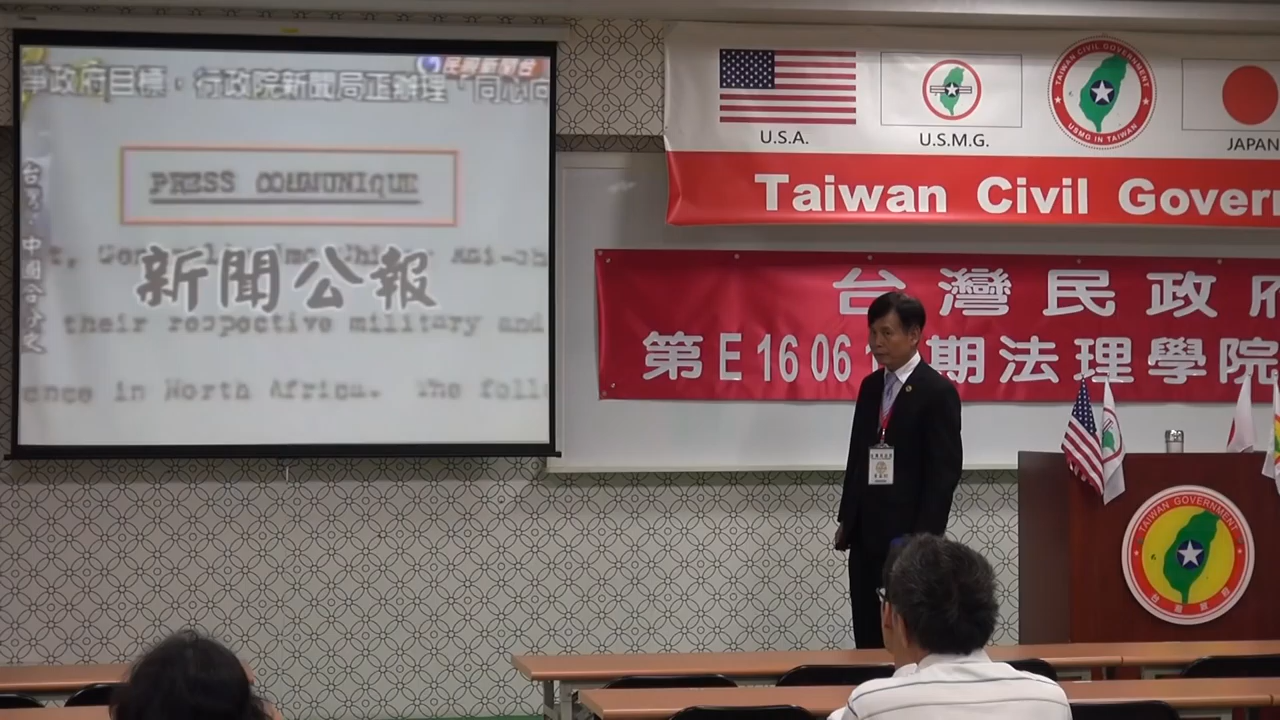 爭政府目標，行政院新聞局正辦理「同心向
民視新聞台
PRESS COMMUNIQUE
新聞公報
their respective military and
ence in North Africa. The foll
U.S.A.
U.S.M.G.
TAIWAN CIVIL GOVERNMENT
USMG IN TAIWAN
JAPAN
Taiwan Civil Govern
台灣民政府
第E1606 期法理學院
TAIWAN GOVERNMENT
台灣政府